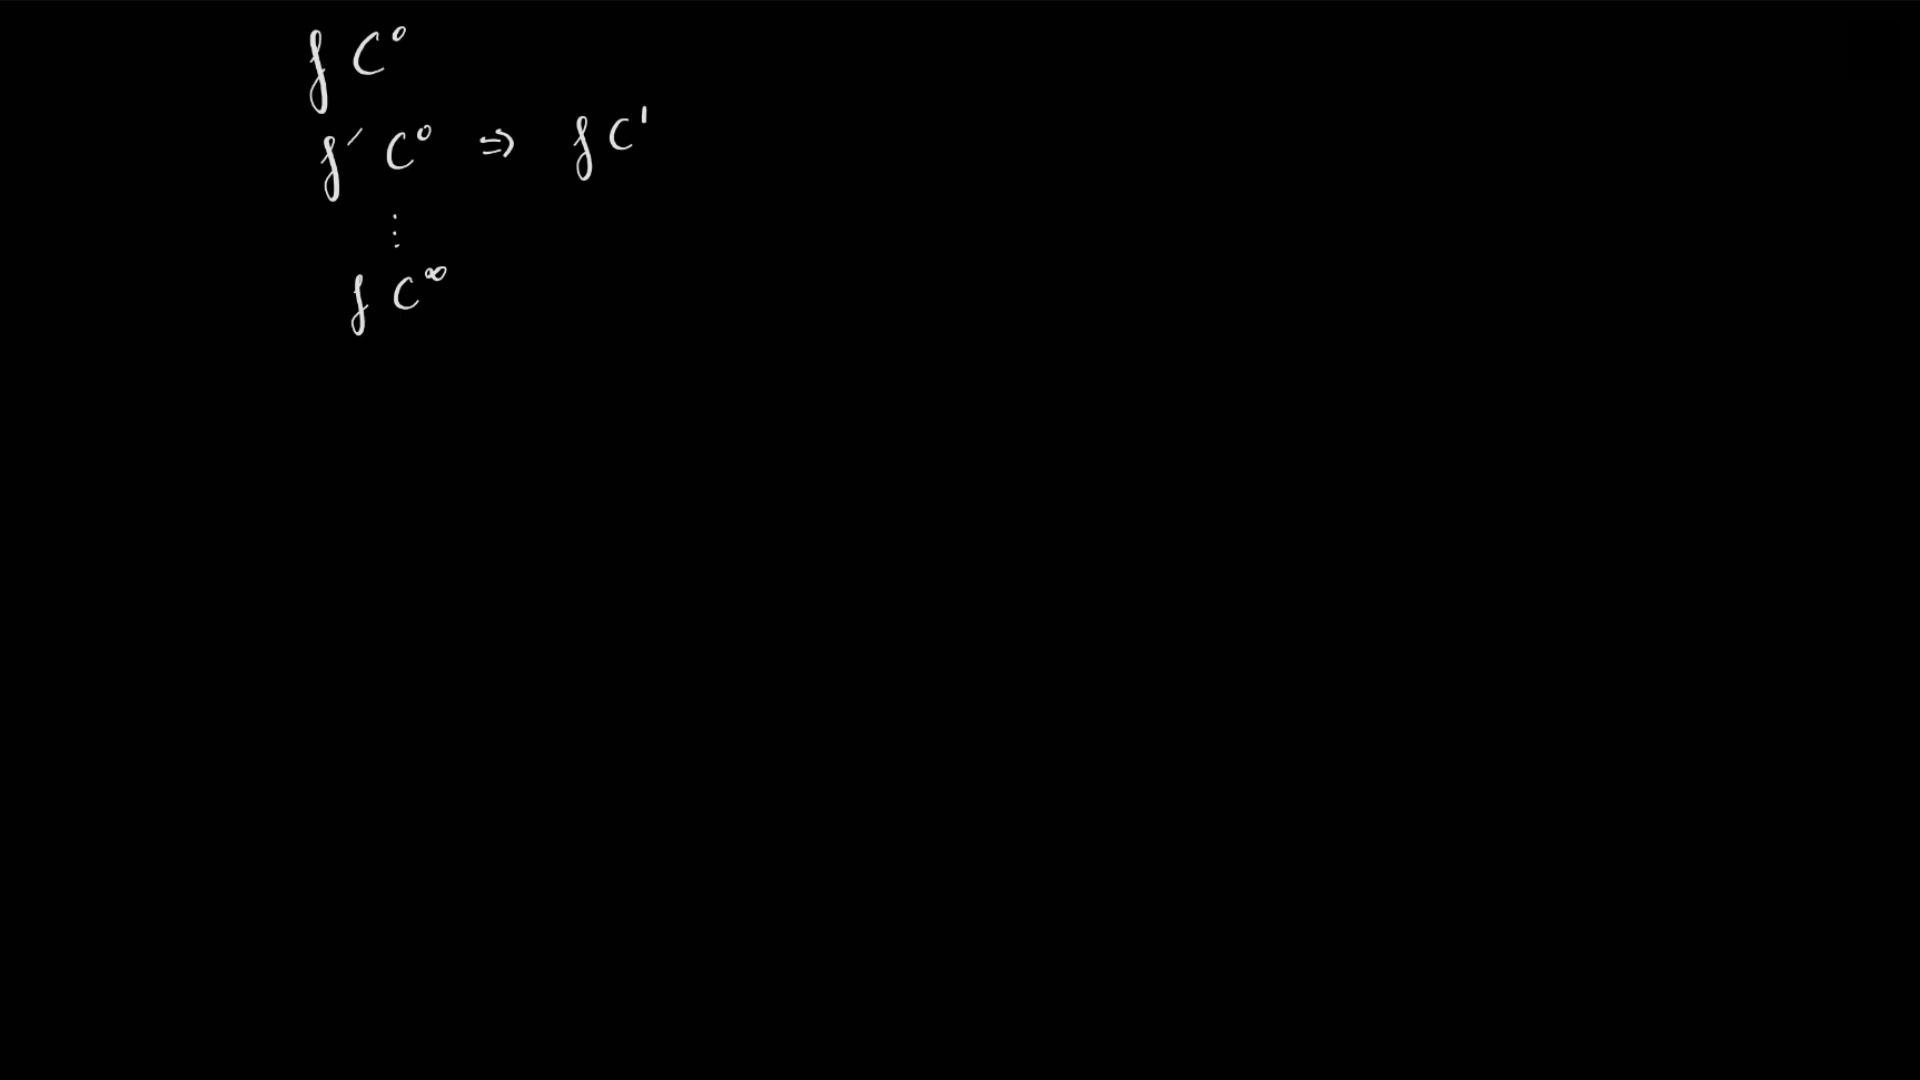 f C⁰
f′ C⁰ ⇒ f C¹
⋮
f C^∞